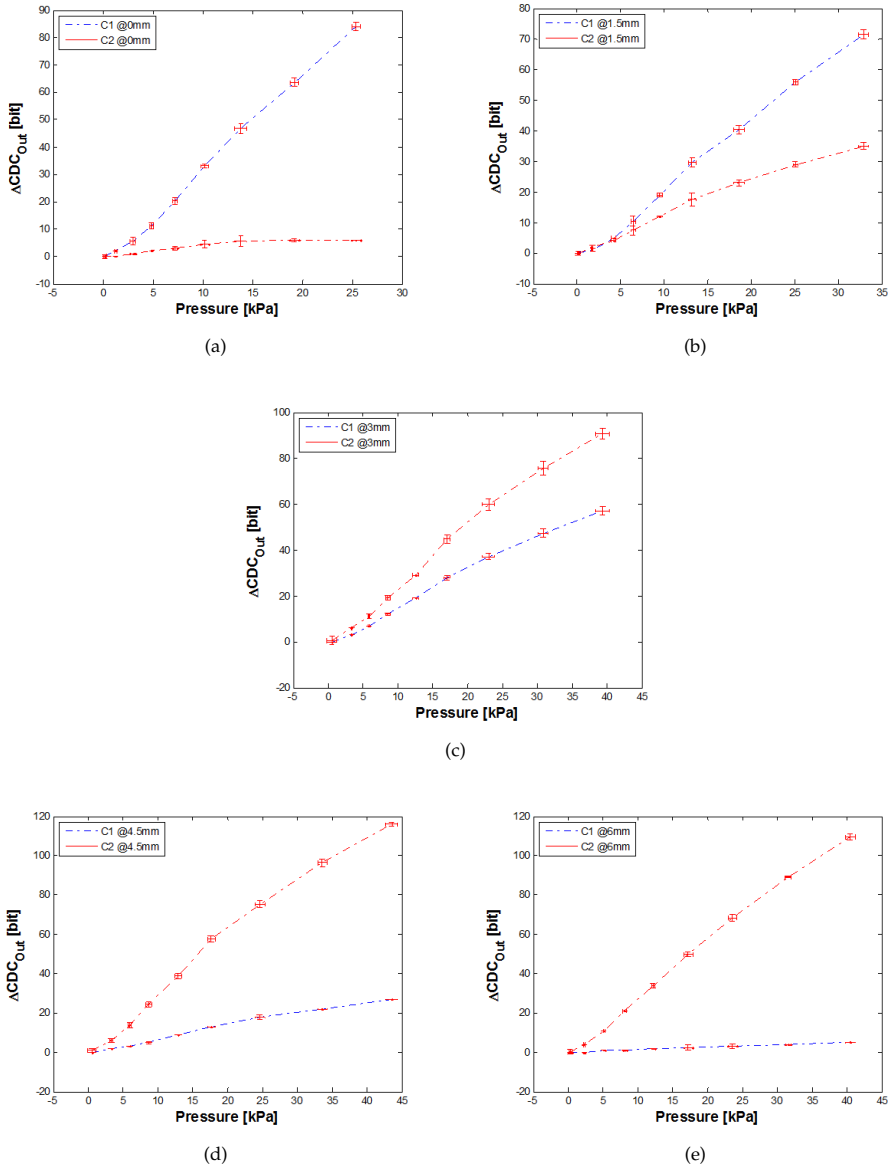 90
80
70
60
50
40
30
20
10
0
-10
-5 0 5 10 15 20 25 30
ΔCDC_Out [bit]
Pressure [kPa]
C1 @0mm
C2 @0mm
(a)
80
70
60
50
40
30
20
10
0
-10
-5 0 5 10 15 20 25 30 35
ΔCDC_Out [bit]
Pressure [kPa]
C1 @1.5mm
C2 @1.5mm
(b)
100
80
60
40
20
0
-20
-5 0 5 10 15 20 25 30 35 40 45
ΔCDC_Out [bit]
Pressure [kPa]
C1 @3mm
C2 @3mm
(c)
120
100
80
60
40
20
0
-20
-5 0 5 10 15 20 25 30 35 40 45
ΔCDC_Out [bit]
Pressure [kPa]
C1 @4.5mm
C2 @4.5mm
(d)
120
100
80
60
40
20
0
-20
-5 0 5 10 15 20 25 30 35 40 45
ΔCDC_Out [bit]
Pressure [kPa]
C1 @6mm
C2 @6mm
(e)